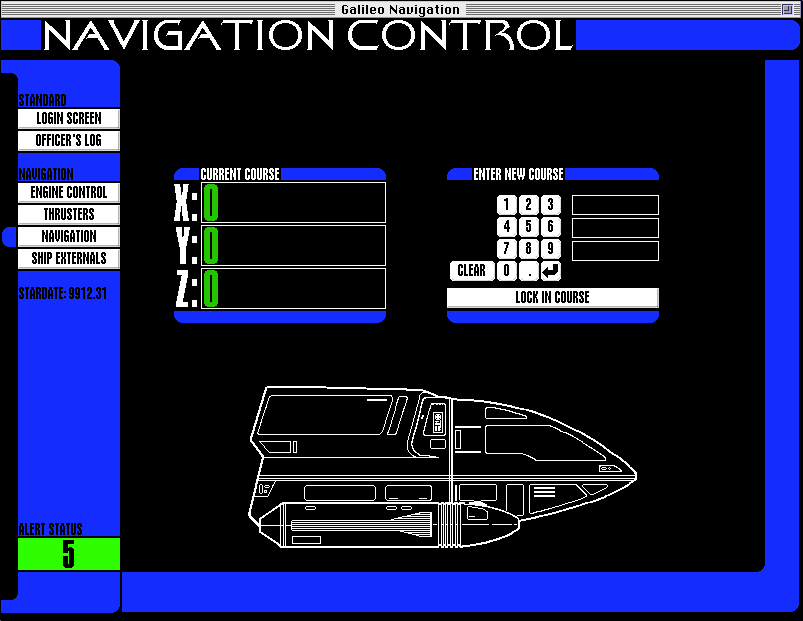 Galileo Navigation
NAVIGATION CONTROL
STANDARD
LOGIN SCREEN
OFFICER'S LOG
NAVIGATION
ENGINE CONTROL
THRUSTERS
NAVIGATION
SHIP EXTERNALS
STARDATE: 9912.31
CURRENT COURSE
X: 0
Y: 0
Z: 0
ENTER NEW COURSE
1 2 3
4 5 6
7 8 9
CLEAR 0 .
LOCK IN COURSE
ALERT STATUS
5